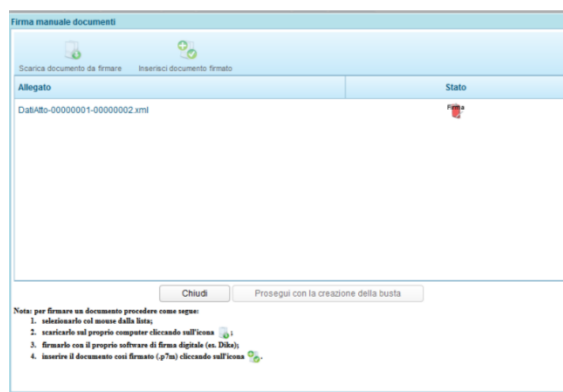 Firma manuale documenti
Scarica documento da firmare Inserisci documento firmato
Allegato Stato
DatiAtto-00000001-00000002.xml Firma
Chiudi Prosegui con la creazione della busta
Nota: per firmare un documento procedere come segue:
1. selezionarlo col mouse dalla lista;
2. scaricarlo sul proprio computer cliccando sull'icona ;
3. firmarlo con il proprio software di firma digitale (es. Dike);
4. inserire il documento così firmato (.p7m) cliccando sull'icona .